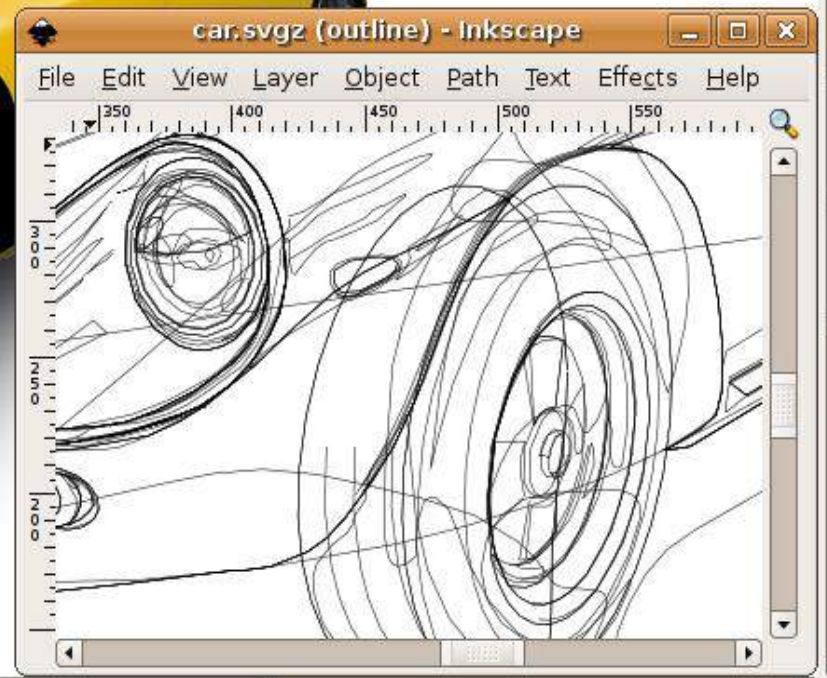 car.svgz (outline) - Inkscape
File Edit View Layer Object Path Text Effects Help
350 400 450 500 550
300
250
200